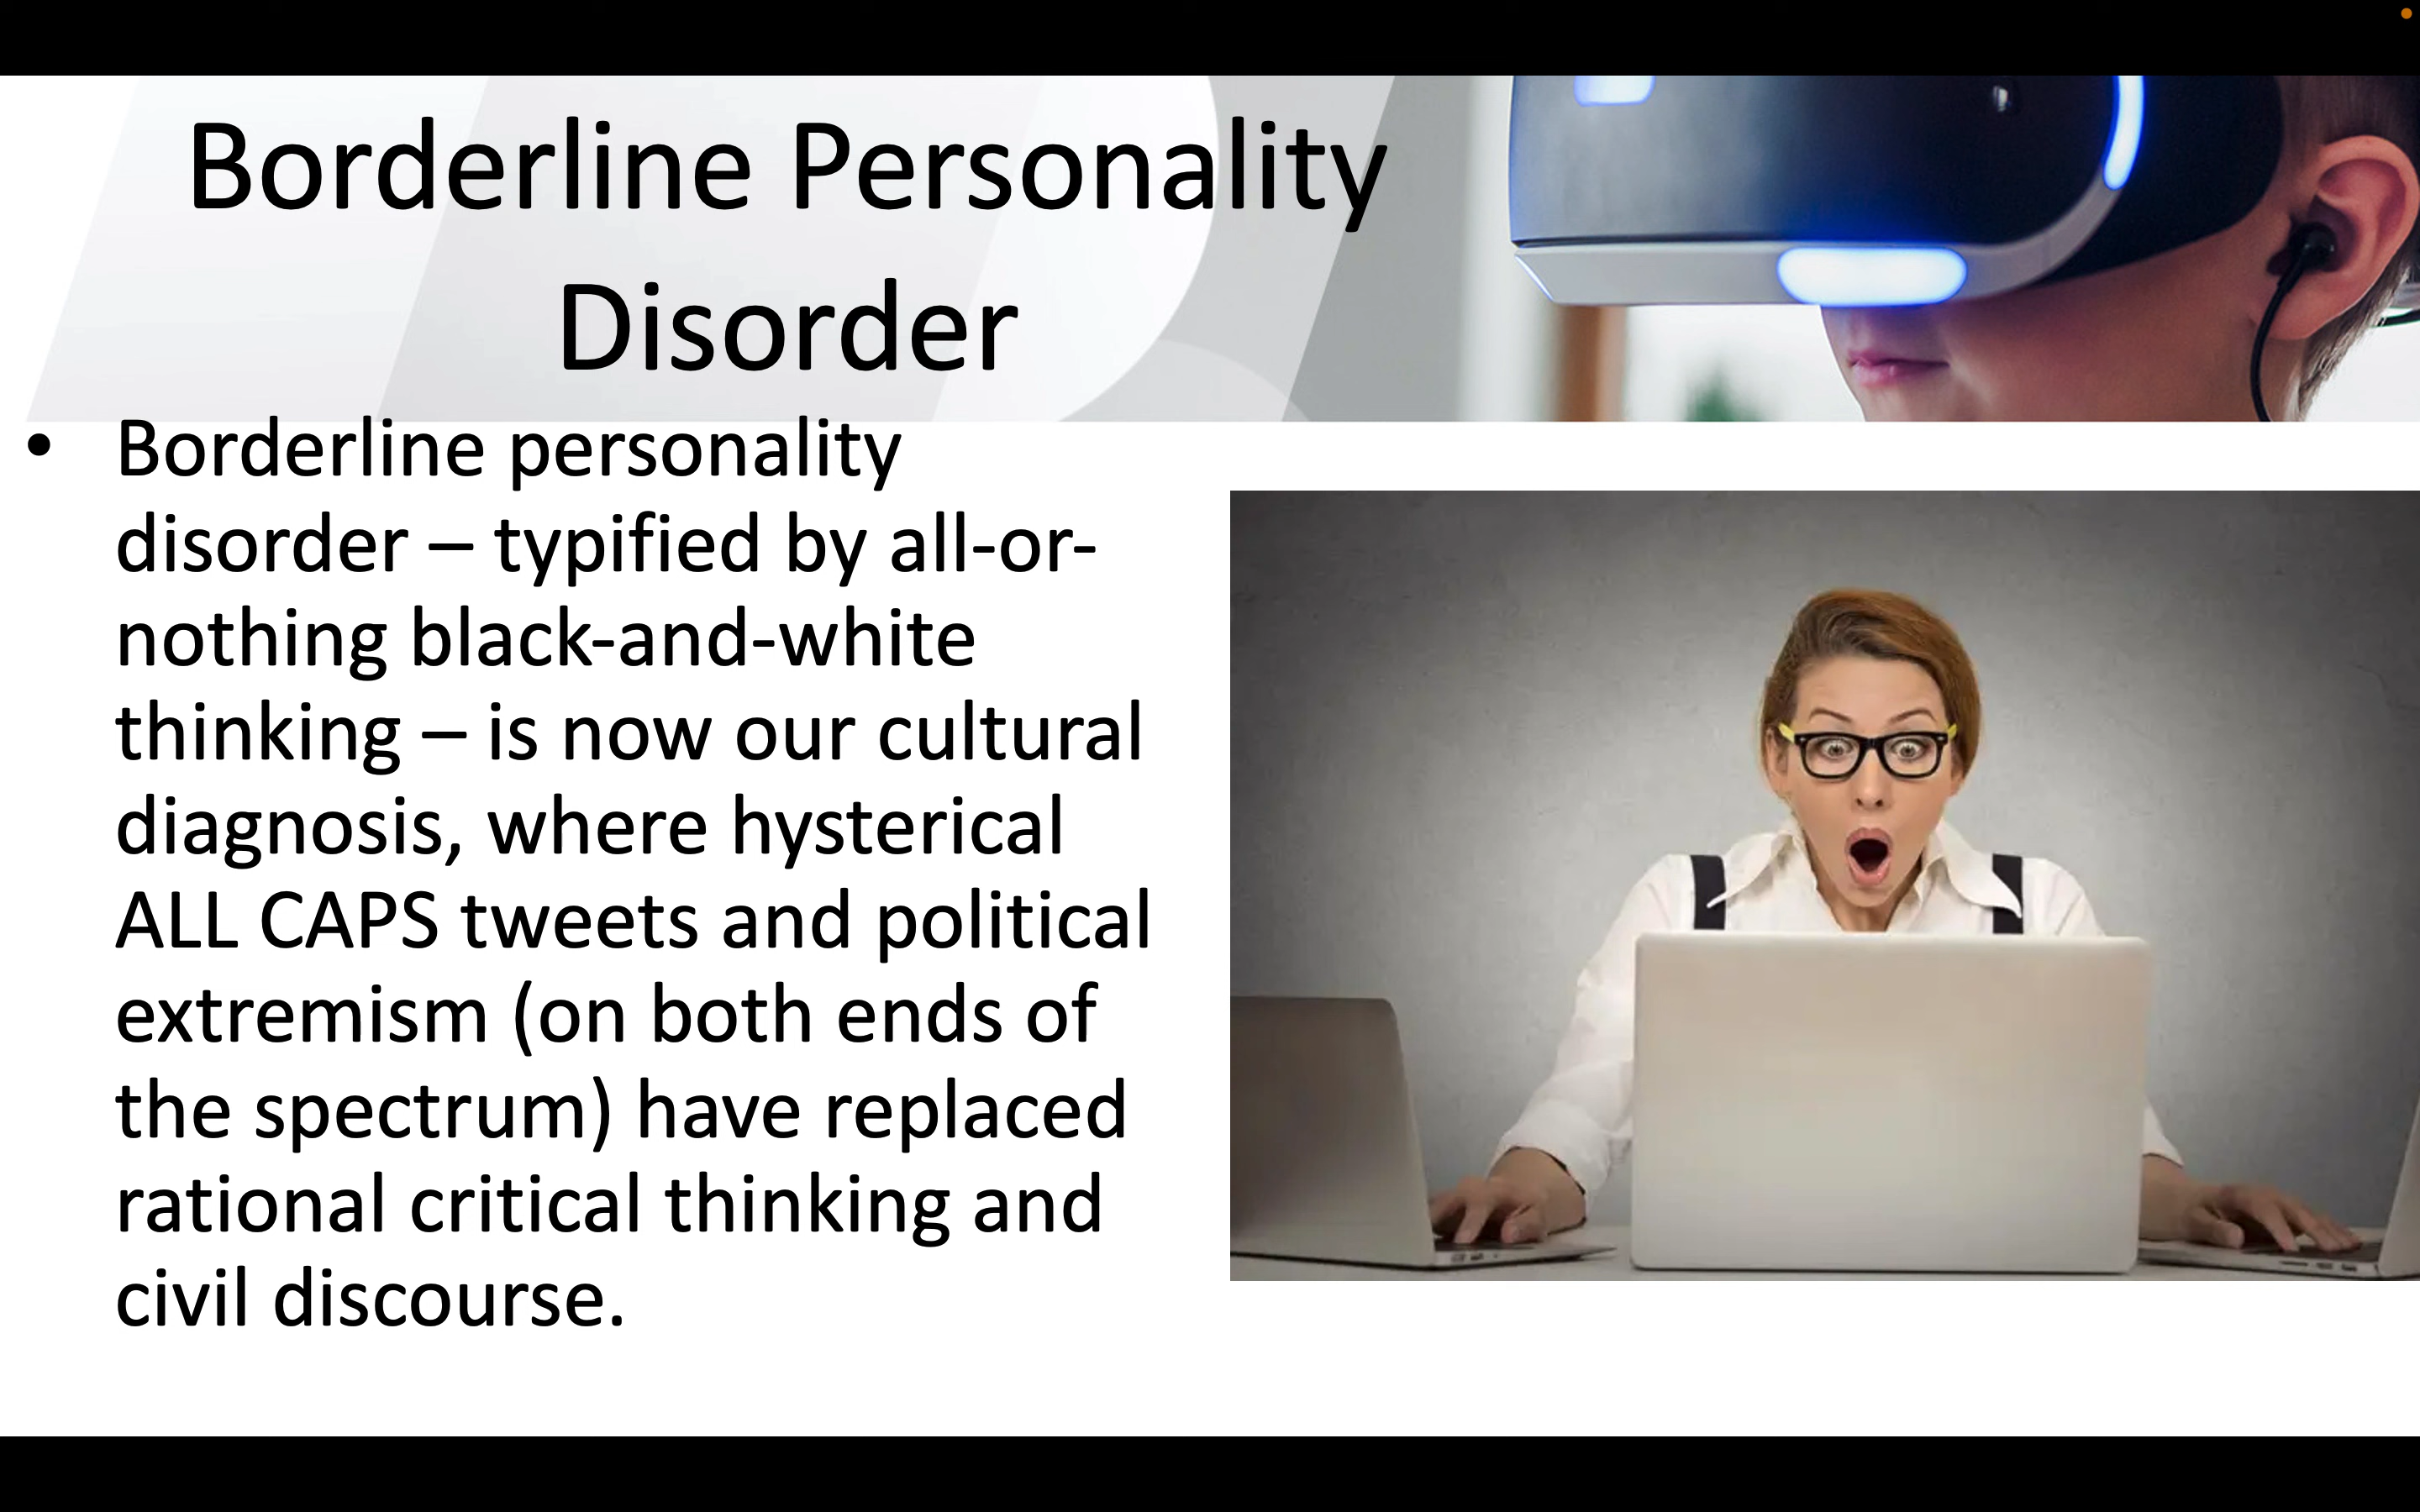 Borderline Personality
Disorder
• Borderline personality
disorder – typified by all-or-
nothing black-and-white
thinking – is now our cultural
diagnosis, where hysterical
ALL CAPS tweets and political
extremism (on both ends of
the spectrum) have replaced
rational critical thinking and
civil discourse.